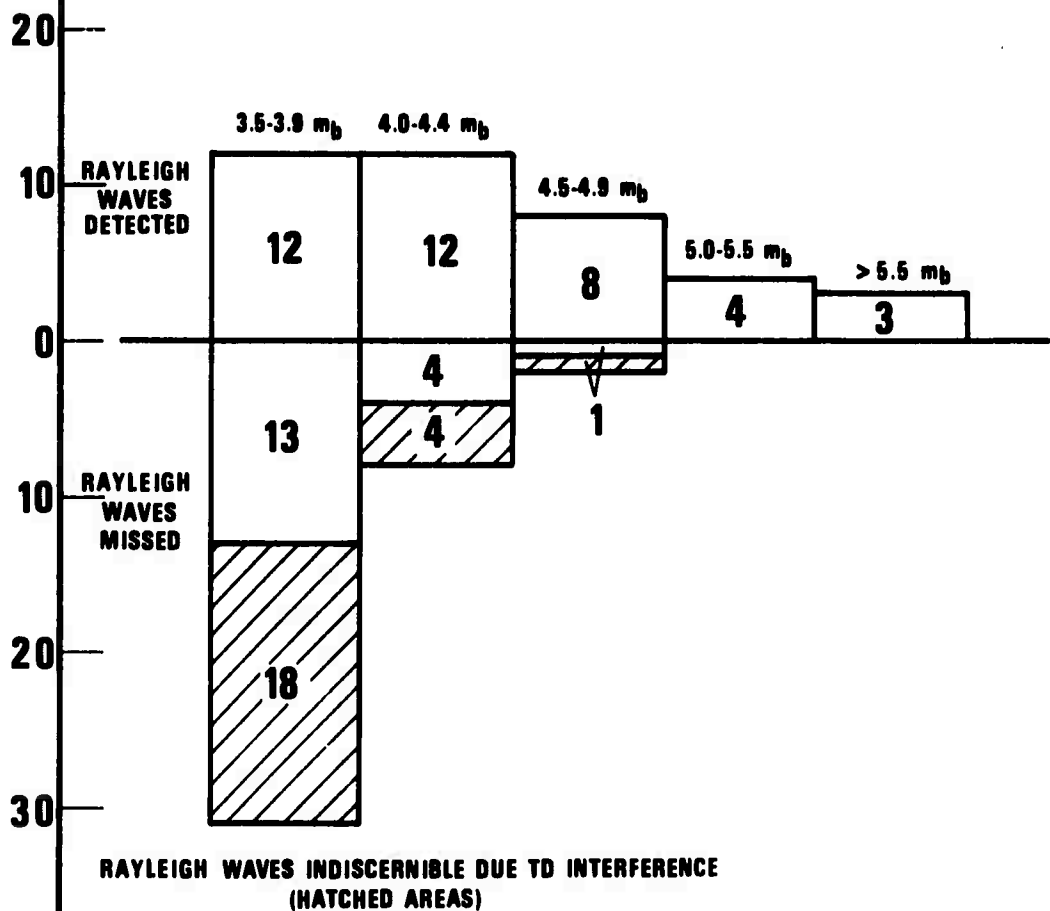 20
3.5-3.9 mb 4.0-4.4 mb
RAYLEIGH
WAVES
DETECTED
10
4.5-4.9 mb
5.0-5.5 mb
> 5.5 mb
12
12
8
4
3
0
4
13
4
1
10
RAYLEIGH
WAVES
MISSED
20
18
30
RAYLEIGH WAVES INDISCERNIBLE DUE TD INTERFERENCE
(HATCHED AREAS)